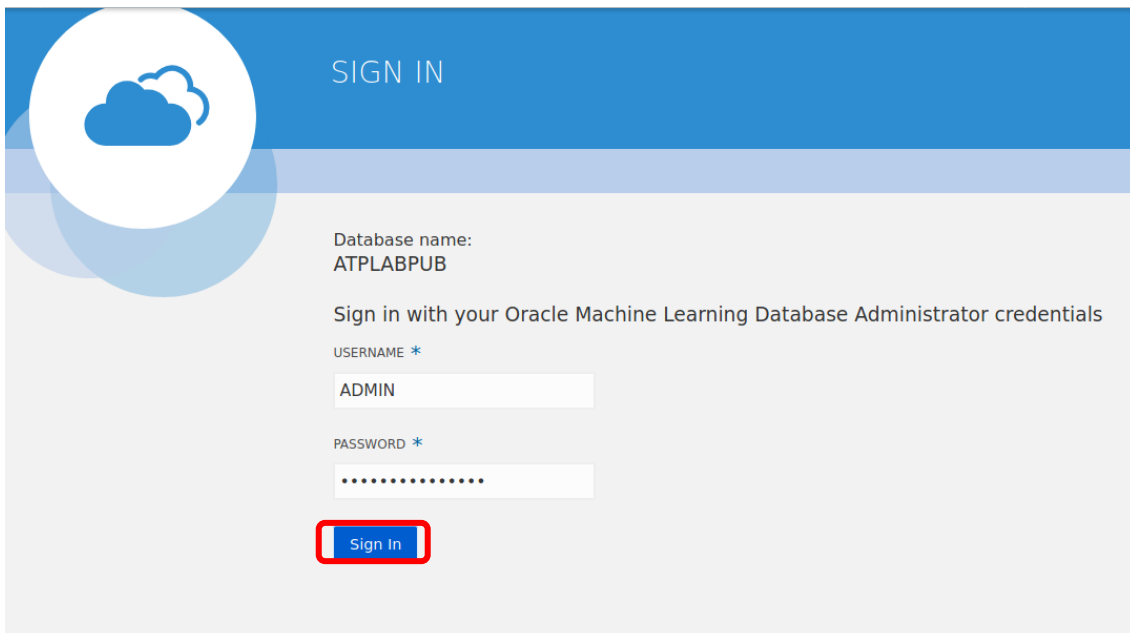 SIGN IN
Database name:
ATPLABPUB
Sign in with your Oracle Machine Learning Database Administrator credentials
USERNAME *
ADMIN
PASSWORD *
•••••••••••••••
Sign In